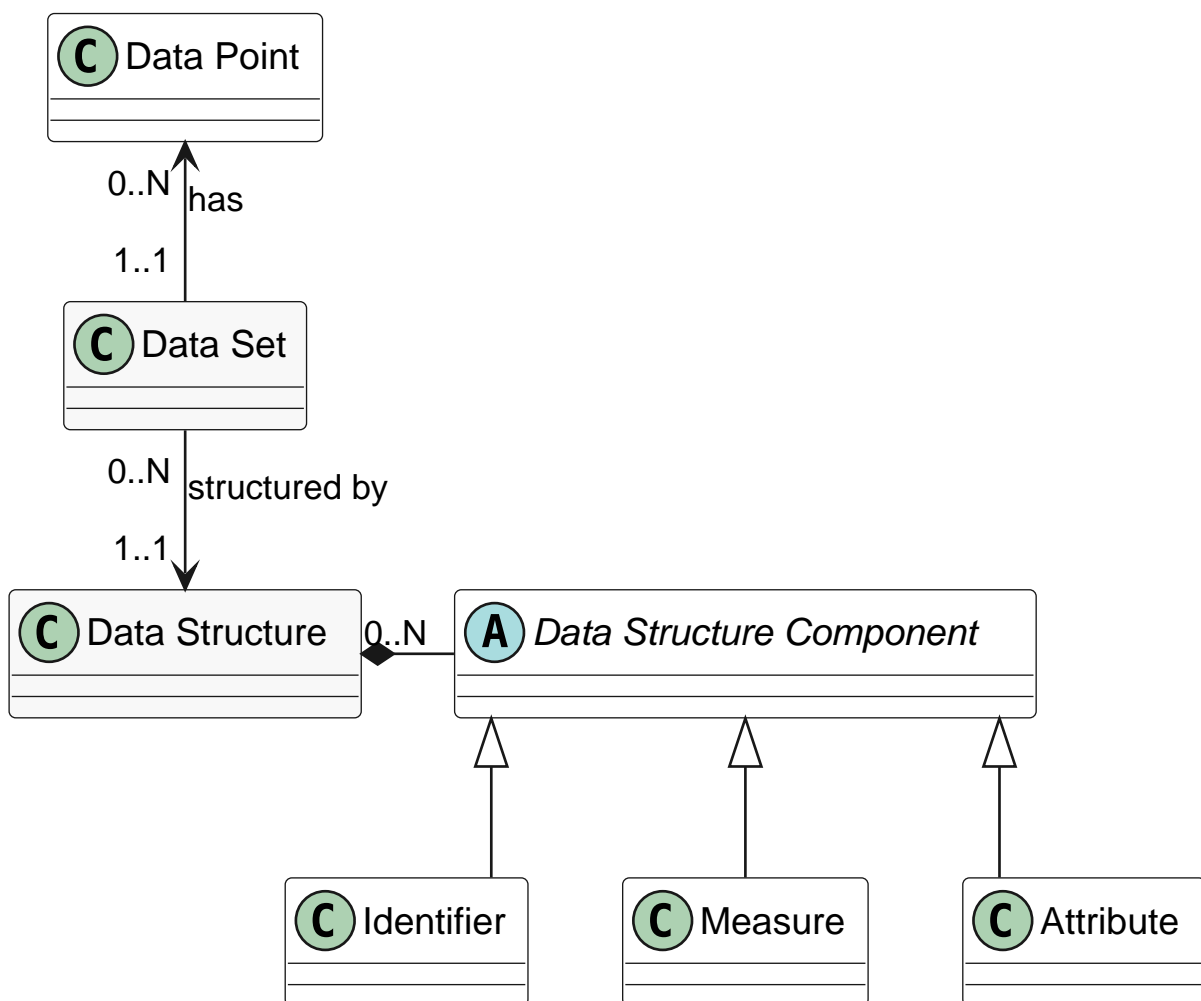 C Data Point
0..N
has
1..1
C Data Set
0..N
structured by
1..1
C Data Structure
0..N
A Data Structure Component
C Identifier
C Measure
C Attribute